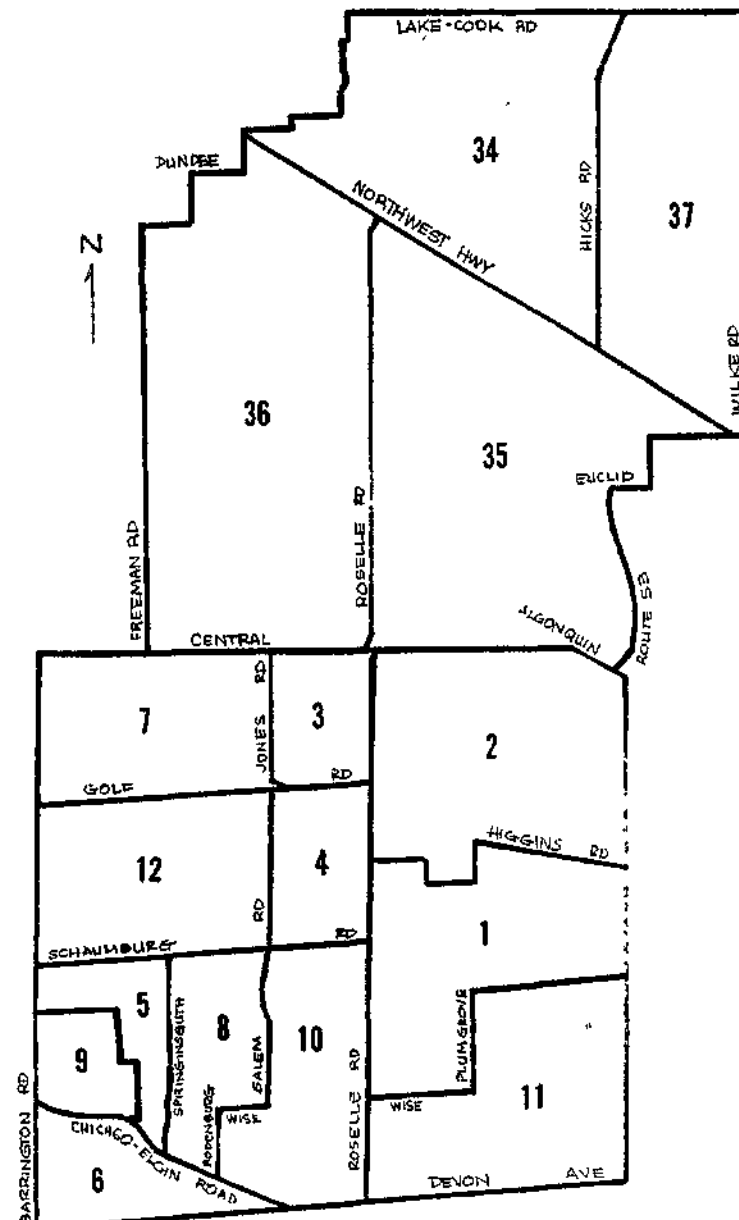 LAKE-COOK RD
34
DUNDEE
HICKS RD
37
NORTHWEST HWY
N
WILKE RD
36
35
EUCLID
ROSELLE RD
FREEMAN RD
ROUTE 53
ALGONQUIN
CENTRAL
7
JONES RD
3
2
GOLF RD
HIGGINS RD
12
4
RD
1
SCHAUMBURG RD
5
SPRINGINSGUTH
8
SALEM
10
PLUM GROVE
9
ROSELLE RD
11
RODENBURG
WISE
WISE
BARRINGTON RD
CHICAGO-ELGIN ROAD
6
DEVON AVE